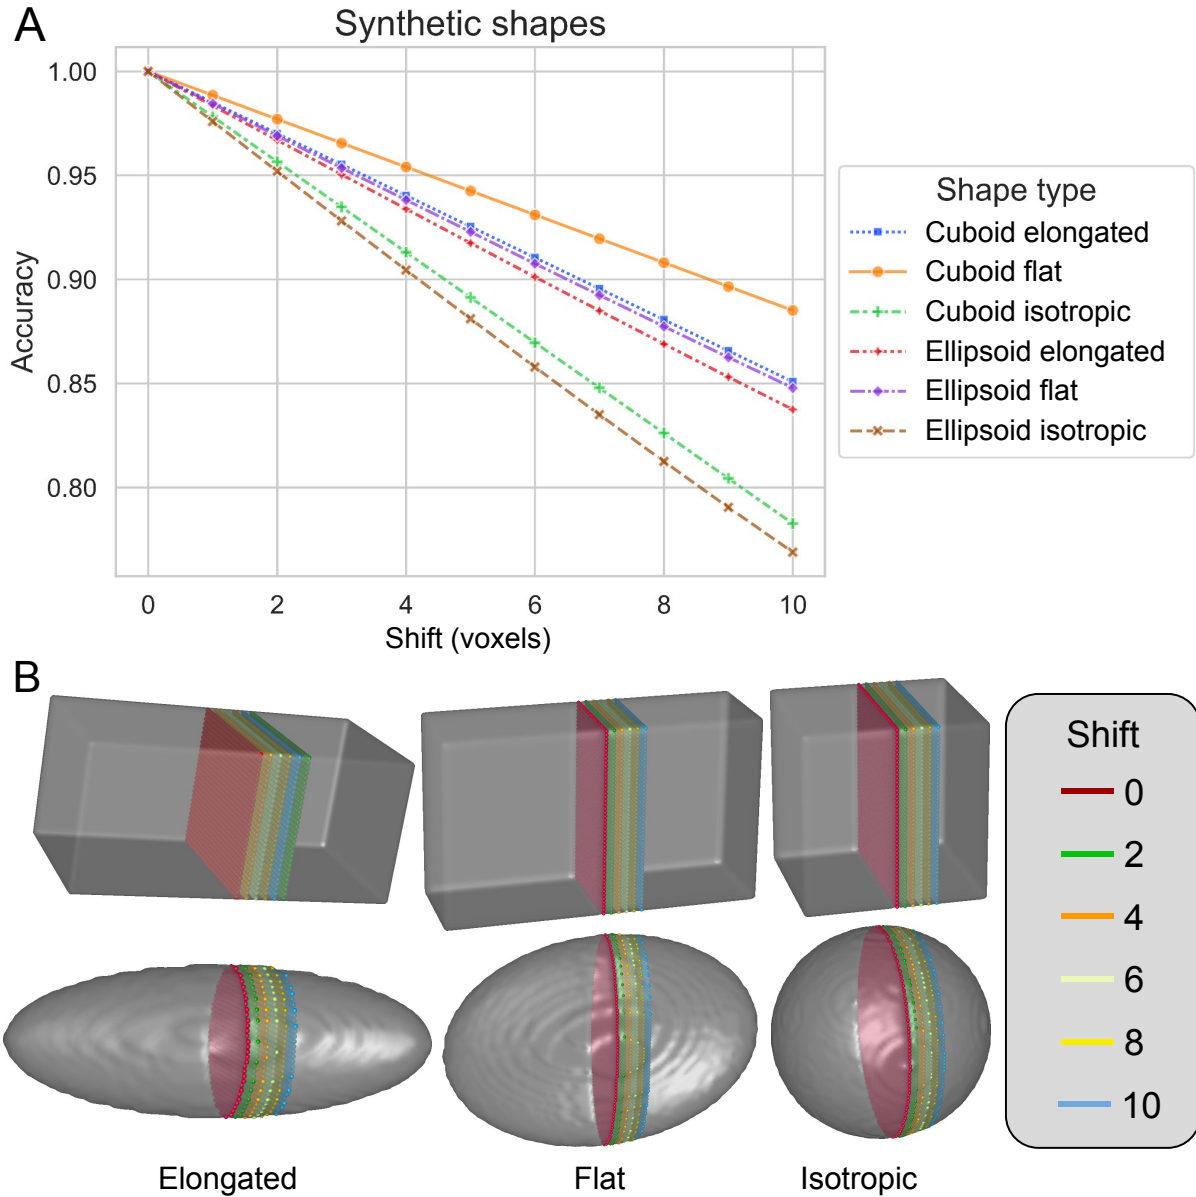 A
Synthetic shapes
1.00
0.95
0.90
0.85
0.80
Accuracy
0 2 4 6 8 10
Shift (voxels)
Shape type
Cuboid elongated
Cuboid flat
Cuboid isotropic
Ellipsoid elongated
Ellipsoid flat
Ellipsoid isotropic
B
Shift
0
2
4
6
8
10
Elongated Flat Isotropic